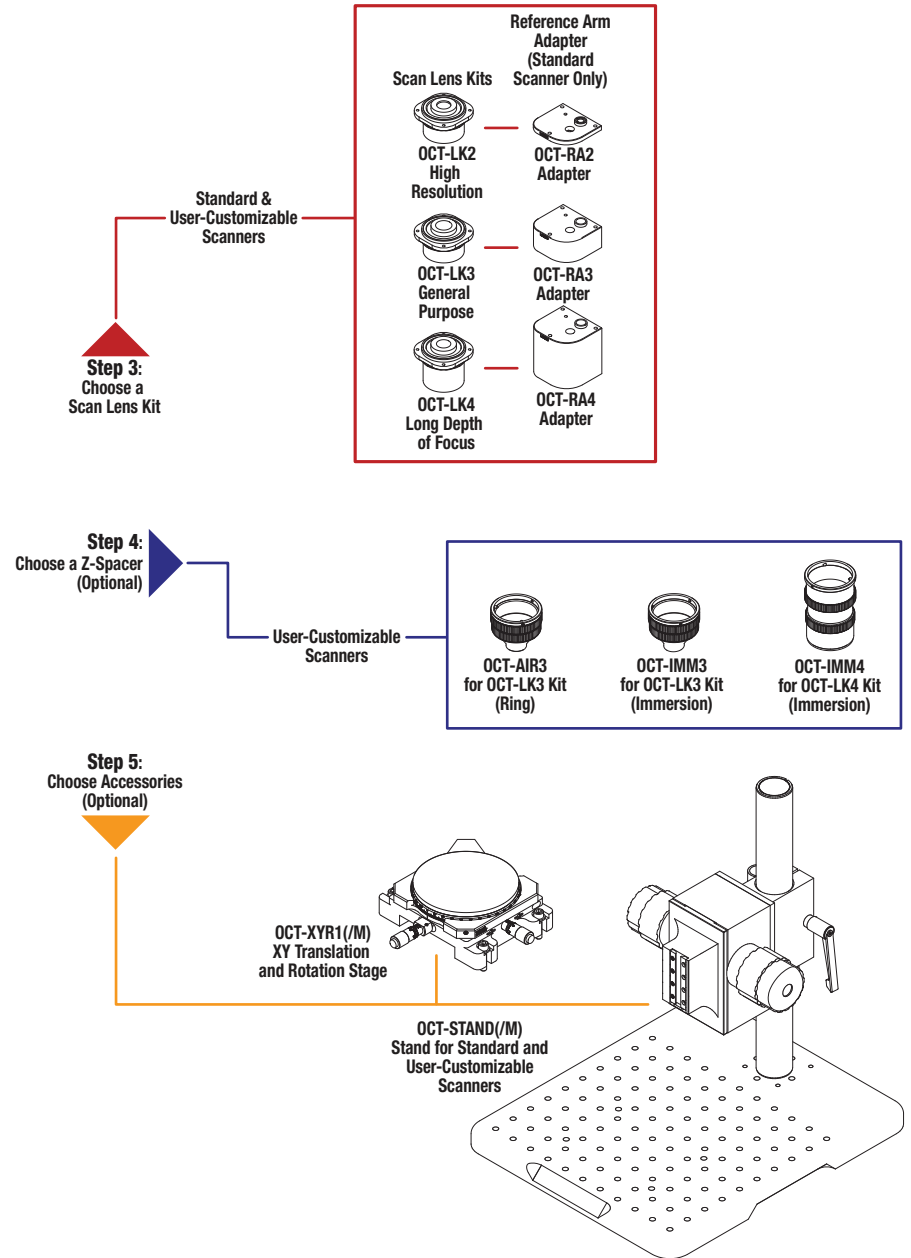 Reference Arm
Adapter
(Standard
Scanner Only)
Scan Lens Kits
OCT-LK2
High
Resolution
OCT-RA2
Adapter
Standard &
User-Customizable
Scanners
OCT-LK3
General
Purpose
OCT-RA3
Adapter
Step 3:
Choose a
Scan Lens Kit
OCT-LK4
Long Depth
of Focus
OCT-RA4
Adapter
Step 4:
Choose a Z-Spacer
(Optional)
User-Customizable
Scanners
OCT-AIR3
for OCT-LK3 Kit
(Ring)
OCT-IMM3
for OCT-LK3 Kit
(Immersion)
OCT-IMM4
for OCT-LK4 Kit
(Immersion)
Step 5:
Choose Accessories
(Optional)
OCT-XYR1(/M)
XY Translation
and Rotation Stage
OCT-STAND(/M)
Stand for Standard and
User-Customizable
Scanners